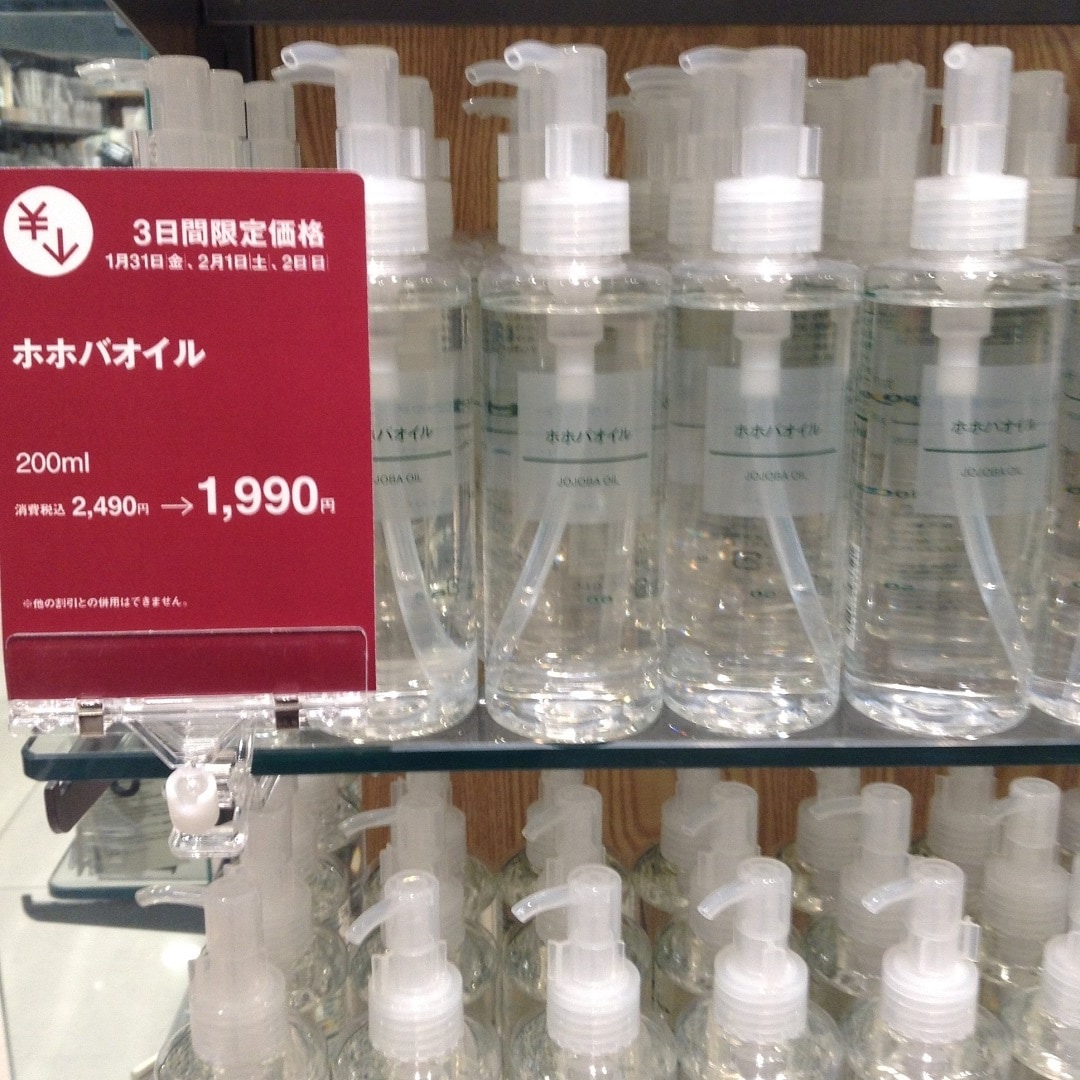 ¥
3日間限定価格
1月31日金、2月1日土、2日日
ホホバオイル
200ml
消費税込 2,490円→1,990円
※他の割引との併用はできません。
ホバオイル
JOJOBA OIL
ホホバオイル
JOJOBA OIL
ホホバオイル
JOJOBA OIL
ホホバオイル
JOJOBA OIL